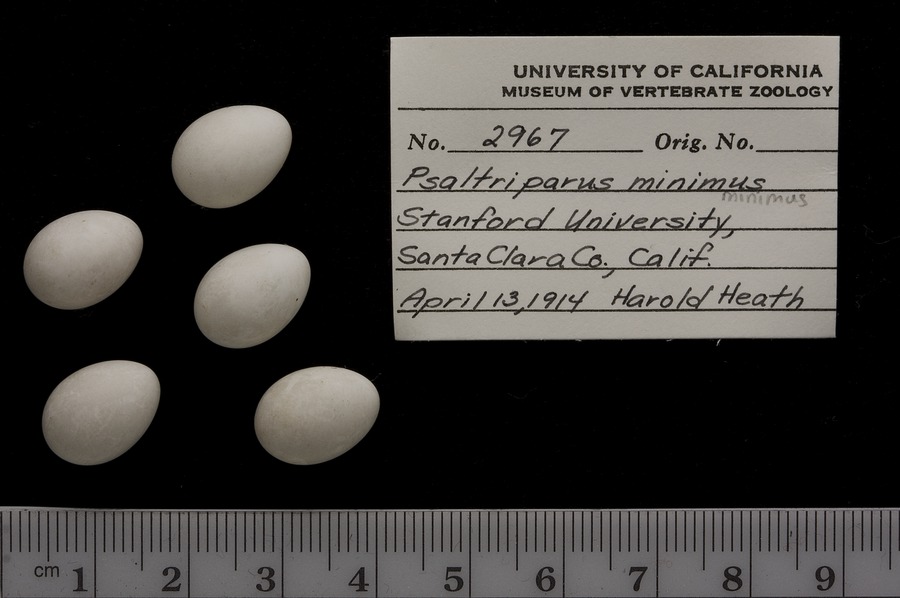 UNIVERSITY OF CALIFORNIA
MUSEUM OF VERTEBRATE ZOOLOGY
No. 2967 Orig. No.
Psaltriparus minimus
minimus
Stanford University,
Santa Clara Co., Calif.
April 13, 1914 Harold Heath
cm 1 2 3 4 5 6 7 8 9